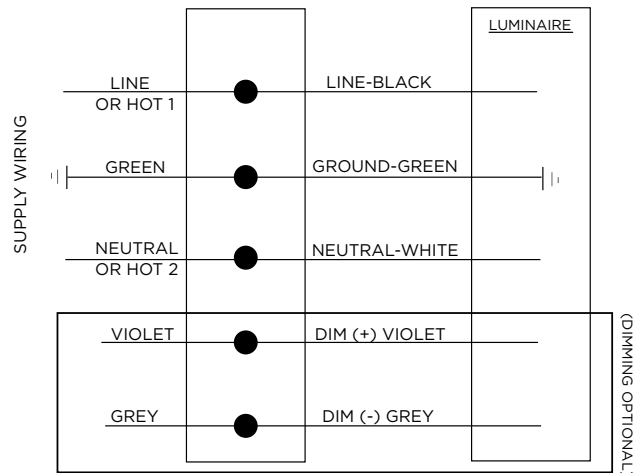 LUMINAIRE
SUPPLY WIRING
LINE
OR HOT 1
LINE-BLACK
GREEN
GROUND-GREEN
NEUTRAL
OR HOT 2
NEUTRAL-WHITE
VIOLET
DIM (+) VIOLET
GREY
DIM (-) GREY
(DIMMING OPTIONAL)